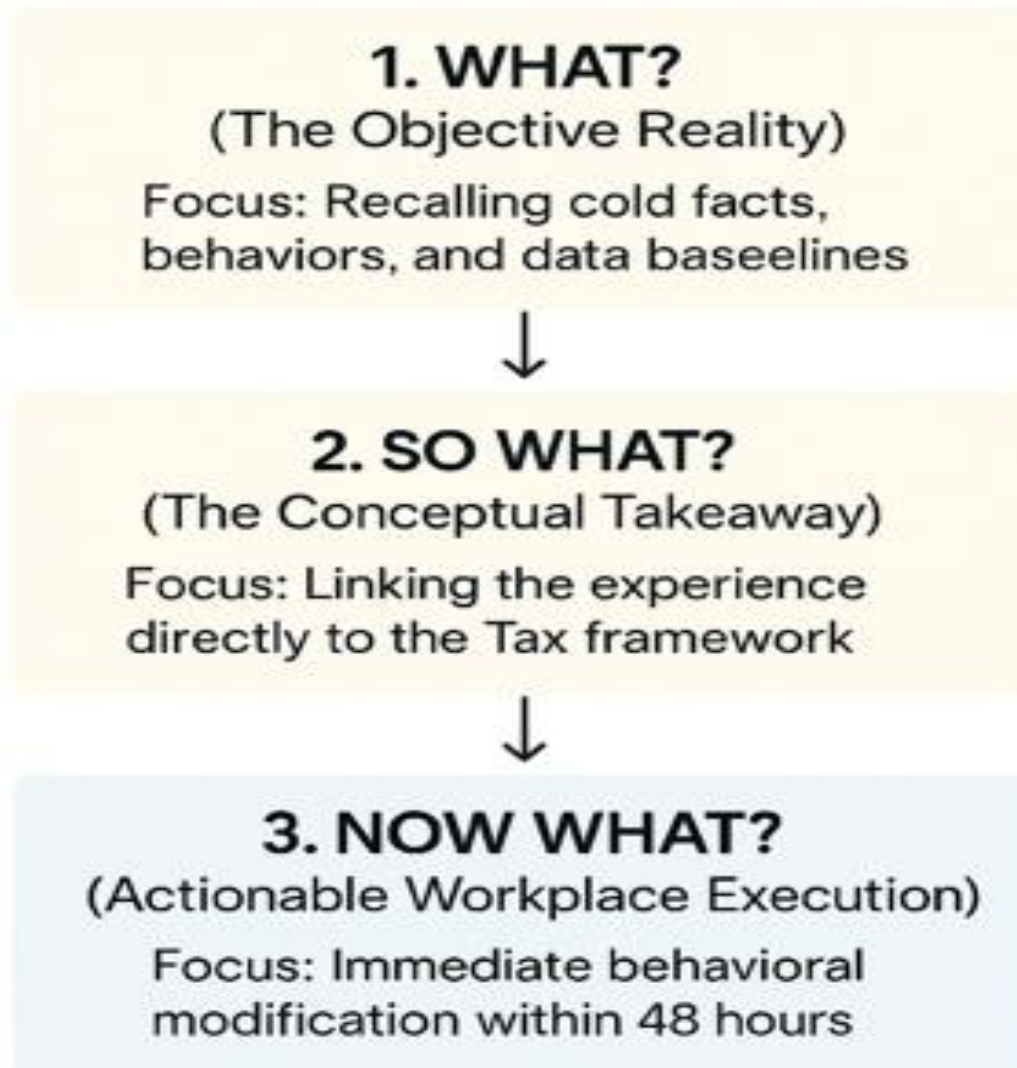 1. WHAT?
(The Objective Reality)
Focus: Recalling cold facts,
behaviors, and data baseelines
2. SO WHAT?
(The Conceptual Takeaway)
Focus: Linking the experience
directly to the Tax framework
3. NOW WHAT?
(Actionable Workplace Execution)
Focus: Immediate behavioral
modification within 48 hours